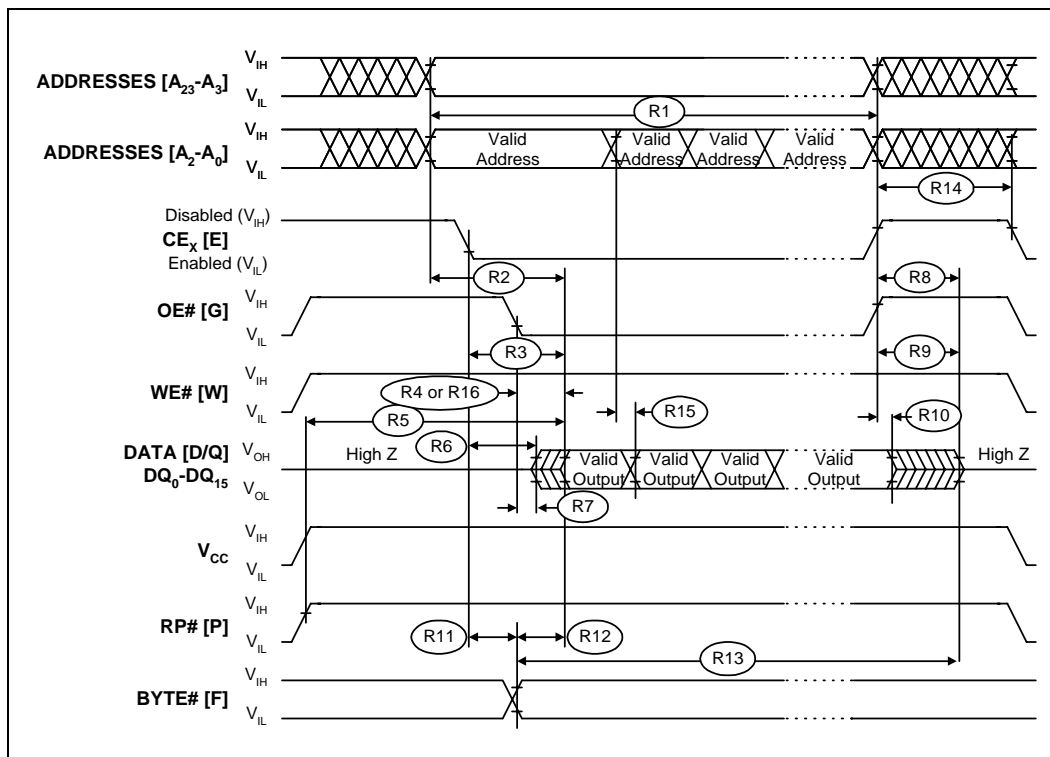 V_IH
ADDRESSES [A_23-A_3]
V_IL
R1
V_IH
ADDRESSES [A_2-A_0]
V_IL
Valid Address
Valid Address
Valid Address
Valid Address
R14
Disabled (V_IH)
CE_X [E]
Enabled (V_IL)
R2
R8
V_IH
OE# [G]
V_IL
R3
R9
V_IH
WE# [W]
V_IL
R4 or R16
R5
R15
R10
R6
DATA [D/Q]
DQ_0-DQ_15
V_OH
V_OL
High Z
Valid Output
Valid Output
Valid Output
Valid Output
High Z
R7
V_IH
V_CC
V_IL
V_IH
RP# [P]
V_IL
R11
R12
R13
V_IH
BYTE# [F]
V_IL